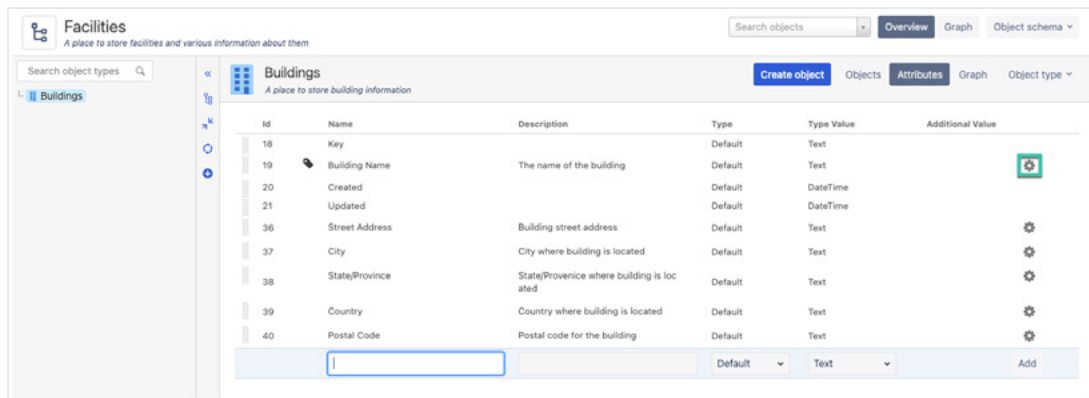 Facilities
A place to store facilities and various information about them
Search objects
Overview
Graph
Object schema
Search object types
Buildings
Buildings
A place to store building information
Create object
Objects
Attributes
Graph
Object type
Id Name Description Type Type Value Additional Value
18 Key Default Text
19 Building Name The name of the building Default Text
20 Created Default DateTime
21 Updated Default DateTime
36 Street Address Building street address Default Text
37 City City where building is located Default Text
38 State/Province State/Provenice where building is loc Default Text
ated
39 Country Country where building is located Default Text
40 Postal Code Postal code for the building Default Text
Default Text Add